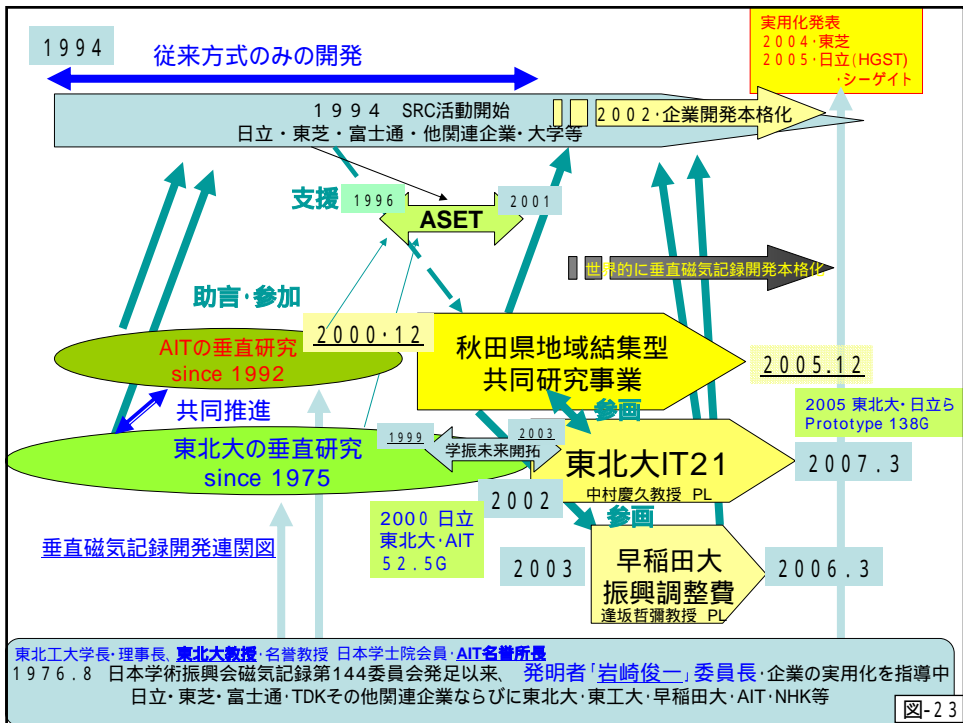 1994
従来方式のみの開発
実用化発表
2004・東芝
2005・日立(HGST)
・シーゲイト
1994 SRC活動開始
日立・東芝・富士通・他関連企業・大学等
2002・企業開発本格化
支援
1996
ASET
2001
世界的に垂直磁気記録開発本格化
助言・参加
2000・12
AITの垂直研究
since 1992
秋田県地域結集型
共同研究事業
2005.12
共同推進
参画
2005 東北大・日立ら
Prototype 138G
東北大の垂直研究
since 1975
1999
学振未来開拓
2003
東北大IT21
中村慶久教授 PL
2007.3
2002
参画
2000 日立
東北大・AIT
52.5G
垂直磁気記録開発連関図
2003
早稲田大
振興調整費
逢坂哲彌教授 PL
2006.3
東北工大学長・理事長、東北大教授・名誉教授 日本学士院会員・AIT名誉所長
1976.8 日本学術振興会磁気記録第144委員会発足以来、 発明者「岩崎俊一」委員長・企業の実用化を指導中
日立・東芝・富士通・TDKその他関連企業ならびに東北大・東工大・早稲田大・AIT・NHK等
図-23